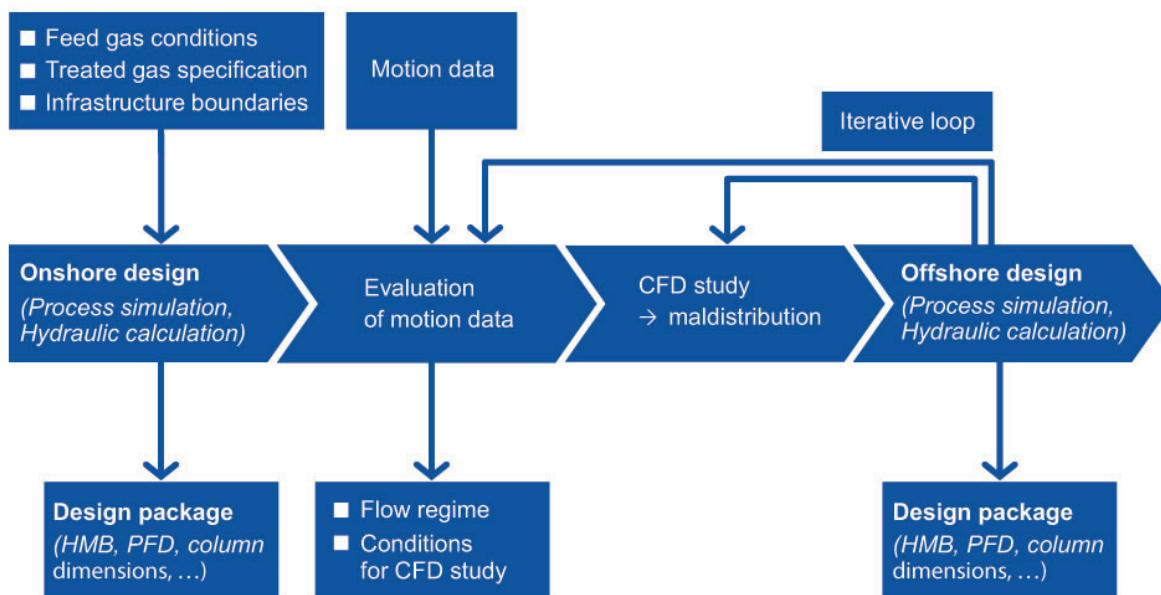 Feed gas conditions
Treated gas specification
Infrastructure boundaries
Motion data
Iterative loop
Onshore design
(Process simulation,
Hydraulic calculation)
Evaluation
of motion data
CFD study
→ maldistribution
Offshore design
(Process simulation,
Hydraulic calculation)
Design package
(HMB, PFD, column
dimensions, ...)
Flow regime
Conditions
for CFD study
Design package
(HMB, PFD, column
dimensions, ...)